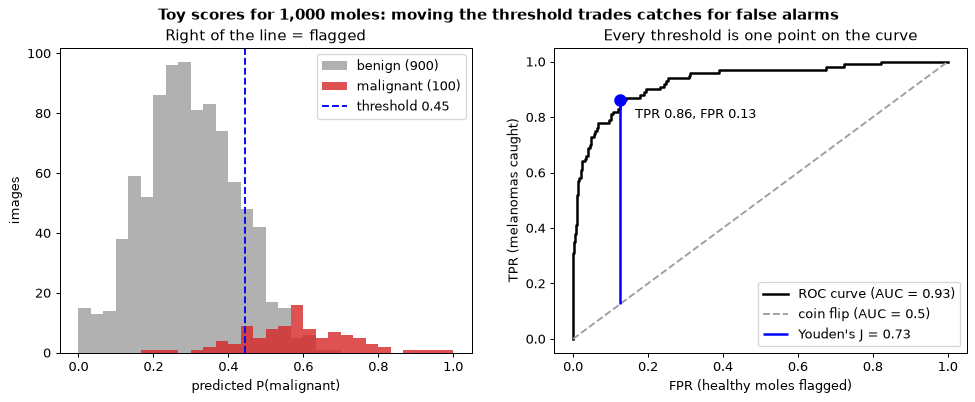 Toy scores for 1,000 moles: moving the threshold trades catches for false alarms
Right of the line = flagged
100
80
60
40
20
0
images
benign (900)
malignant (100)
threshold 0.45
0.0
0.2
0.4
0.6
0.8
1.0
predicted P(malignant)
Every threshold is one point on the curve
1.0
0.8
0.6
0.4
0.2
0.0
TPR (melanomas caught)
TPR 0.86, FPR 0.13
ROC curve (AUC = 0.93)
coin flip (AUC = 0.5)
Youden's J = 0.73
0.0
0.2
0.4
0.6
0.8
1.0
FPR (healthy moles flagged)